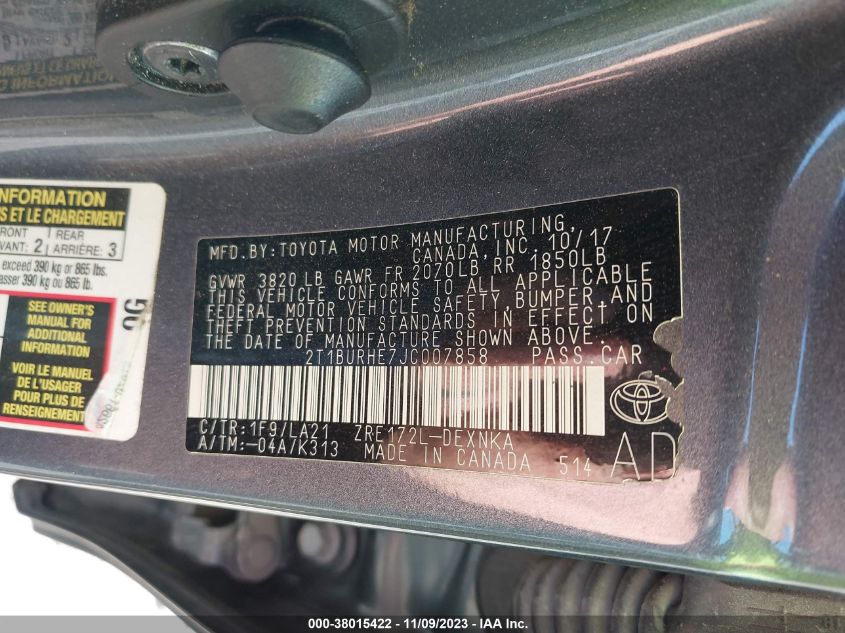 NFORMATION
S ET LE CHARGEMENT
FRONT 1 REAR
VANT: 2 ARRIÈRE: 3
exceed 390 kg or 865 lbs.
asser 390 kg ou 865 lb.
SEE OWNER'S
MANUAL FOR
ADDITIONAL
INFORMATION
VOIR LE MANUEL
DE L'USAGER
POUR PLUS DE
RENSEIGNEMENT
MFD. BY: TOYOTA MOTOR MANUFACTURING,
CANADA, INC. 10/17
GVWR 3820 LB GAWR FR 2070LB RR 1850LB
THIS VEHICLE CONFORMS TO ALL APPLICABLE
FEDERAL MOTOR VEHICLE SAFETY BUMPER, AND
THEFT PREVENTION STANDARDS IN EFFECT ON
THE DATE OF MANUFACTURE SHOWN ABOVE.
2T1BURHE7JC007858 PASS. CAR
C/TR: 1F9/LA21 ZRE172L-DEXNKA
A/TM: -04A/K313 MADE IN CANADA 514
AD
000-38015422 - 11/09/2023 - IAA Inc.